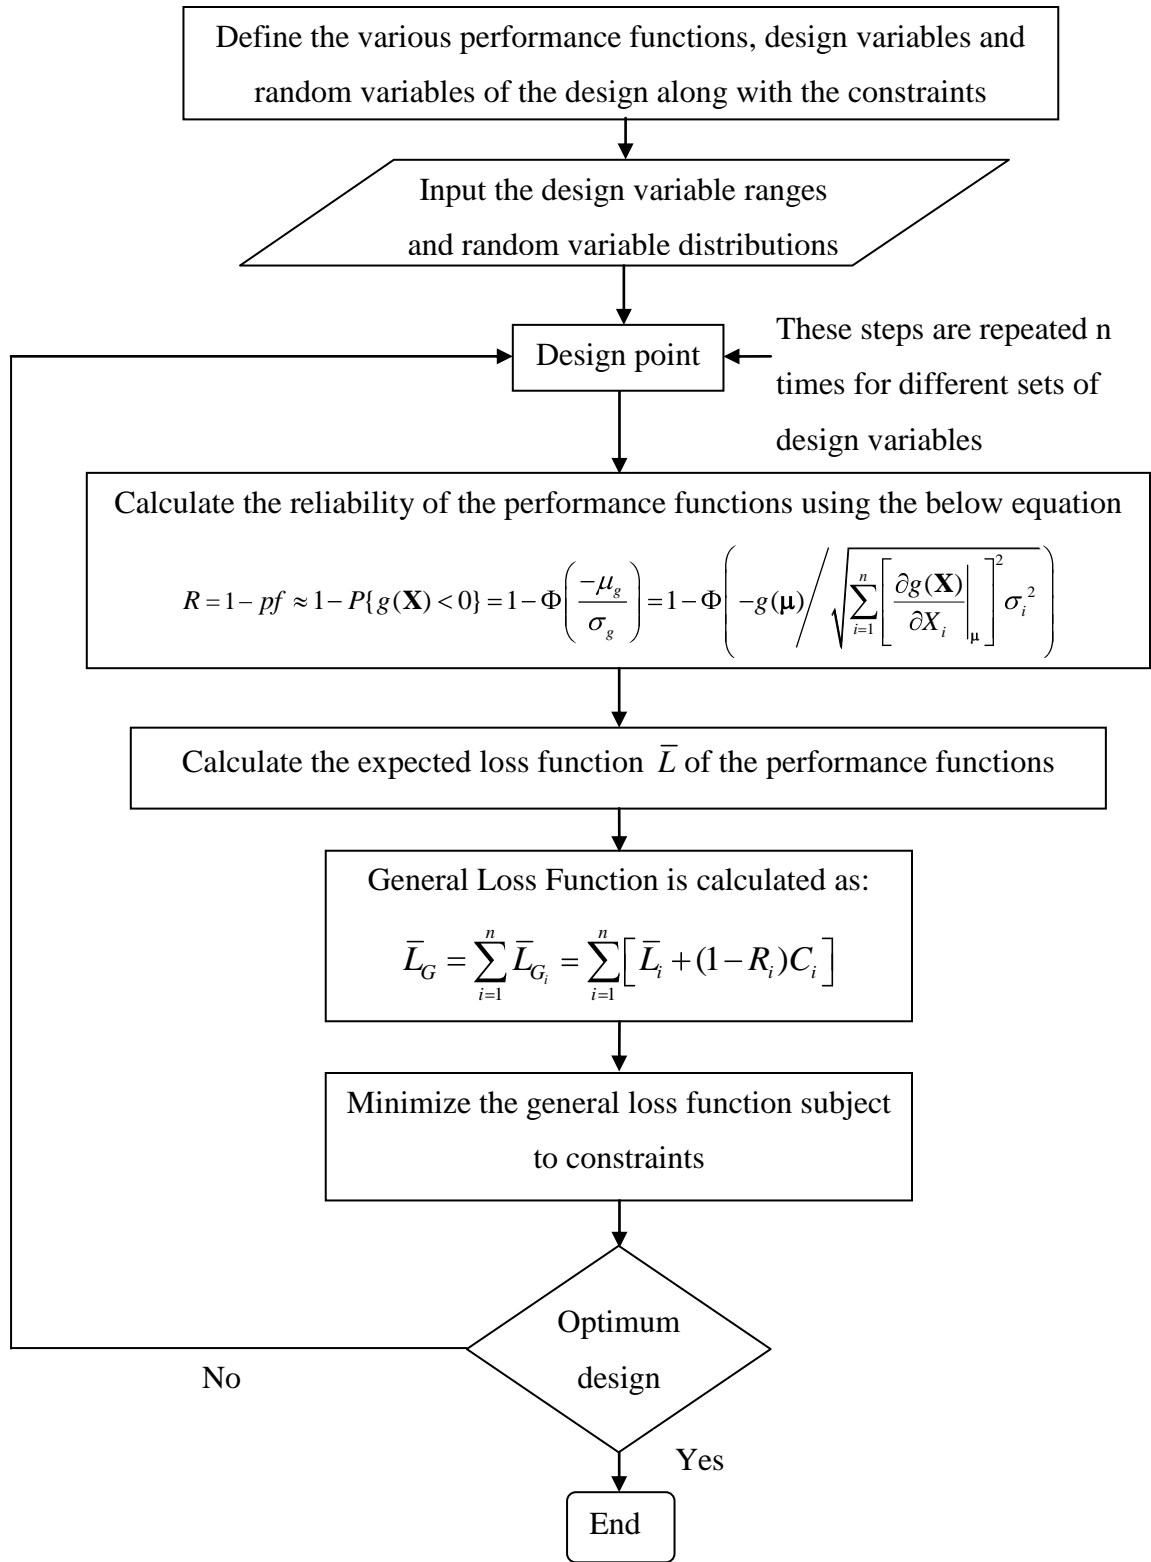 Define the various performance functions, design variables and
random variables of the design along with the constraints
Input the design variable ranges
and random variable distributions
Design point
These steps are repeated n
times for different sets of
design variables
Calculate the reliability of the performance functions using the below equation
R = 1 − pf ≈ 1 − P{g(𝐗) < 0} = 1 − Φ(−μ_g / σ_g) = 1 − Φ(−g(𝛍) / √(∑_{i=1}^{n} [∂g(𝐗)/∂X_i |_𝛍]² σ_i²))
Calculate the expected loss function L̄ of the performance functions
General Loss Function is calculated as:
L̄_G = ∑_{i=1}^{n} L̄_{G_i} = ∑_{i=1}^{n} [L̄_i + (1 − R_i)C_i]
Minimize the general loss function subject
to constraints
Optimum
design
No
Yes
End